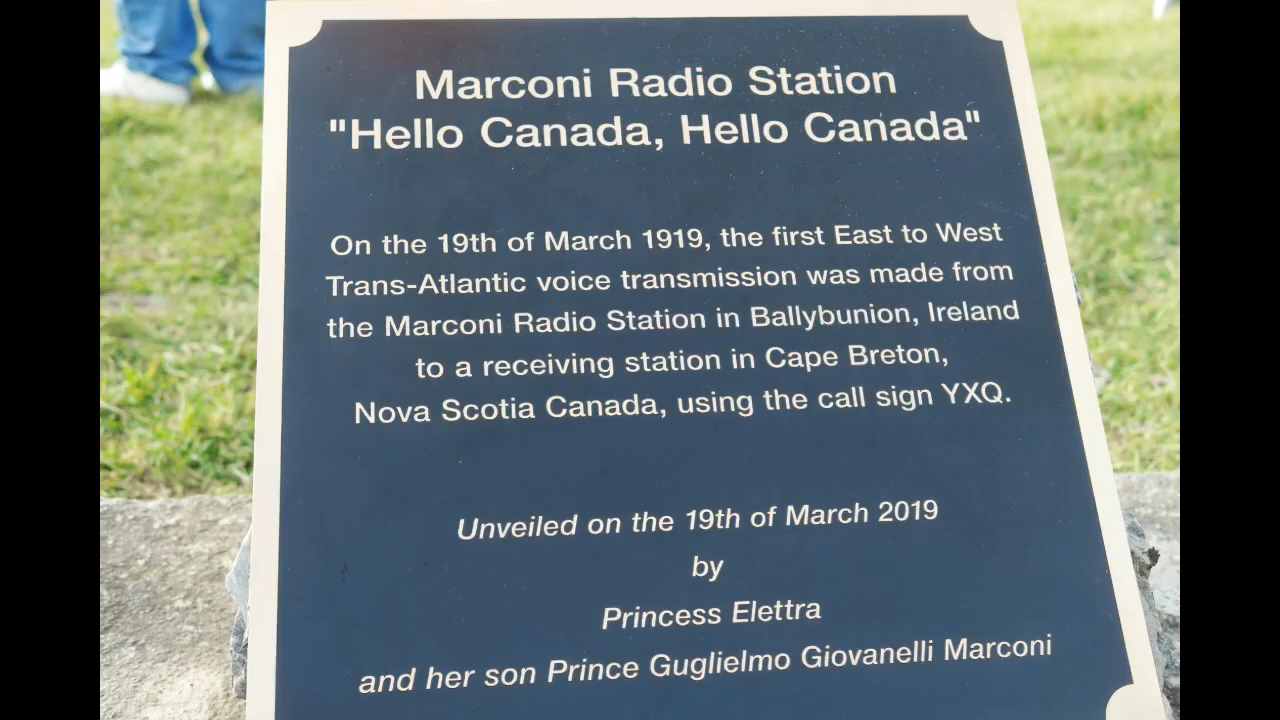 Marconi Radio Station
"Hello Canada, Hello Canada"
On the 19th of March 1919, the first East to West
Trans-Atlantic voice transmission was made from
the Marconi Radio Station in Ballybunion, Ireland
to a receiving station in Cape Breton,
Nova Scotia Canada, using the call sign YXQ.
Unveiled on the 19th of March 2019
by
Princess Elettra
and her son Prince Guglielmo Giovanelli Marconi